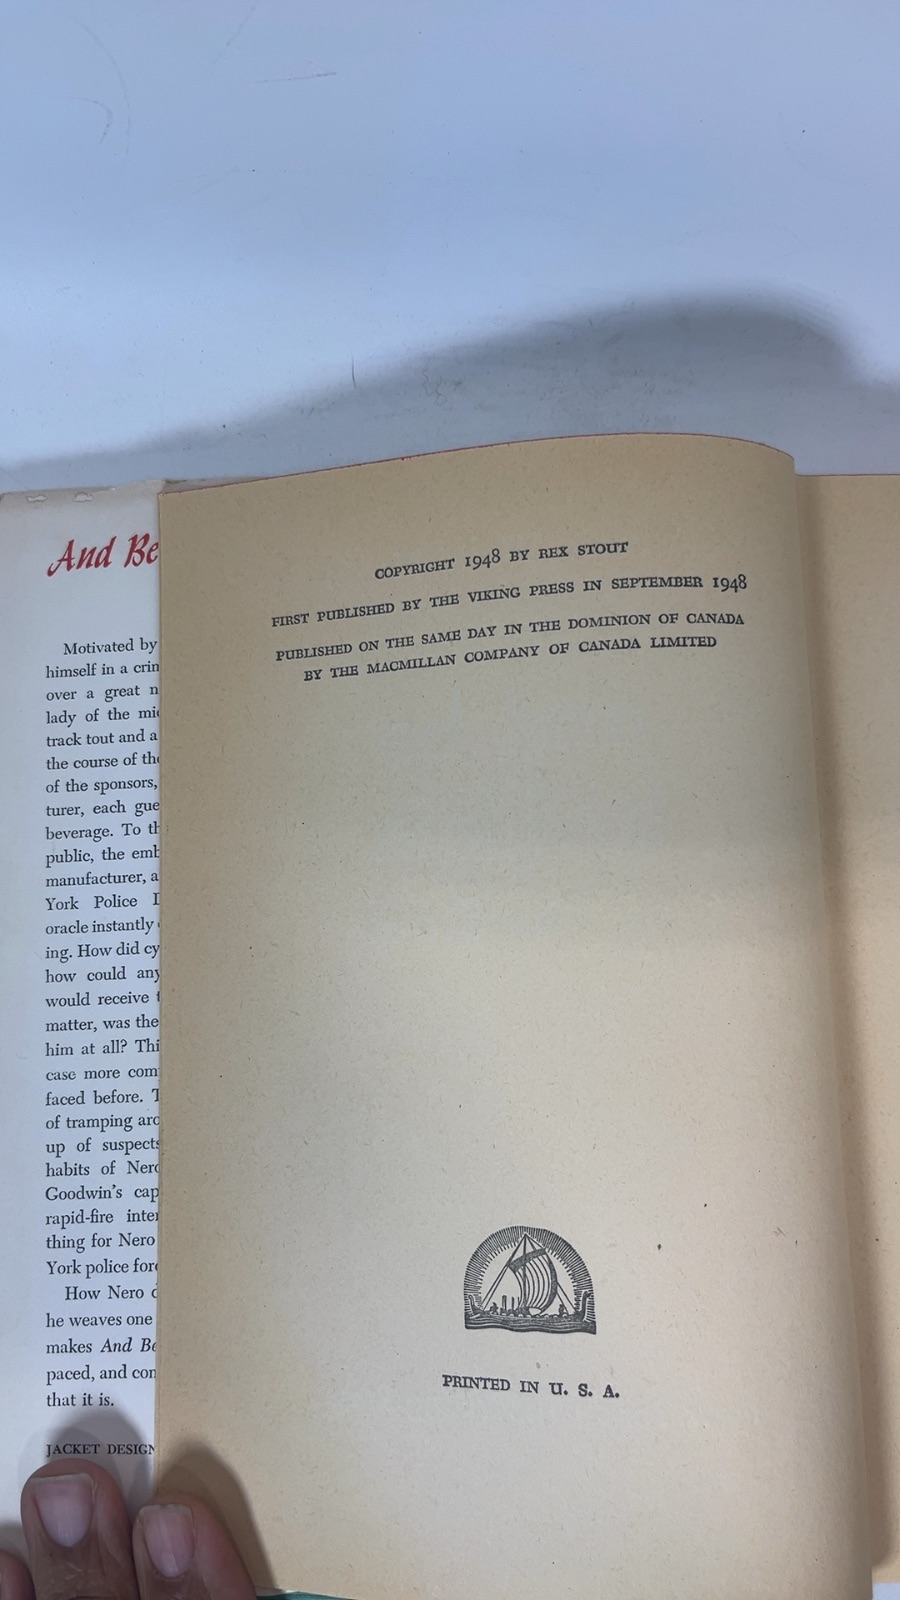 And Be
Motivated by
himself in a crim
over a great n
lady of the mi
track tout and a
the course of the
of the sponsors,
turer, each gue
beverage. To th
public, the emb
manufacturer, a
York Police D
oracle instantly
ing. How did cy
how could any
would receive t
matter, was the
him at all? Thi
case more com
faced before. T
of tramping aro
up of suspects
habits of Nero
Goodwin's cap
rapid-fire inter
thing for Nero
York police for
How Nero d
he weaves one
makes And Be
paced, and con
that it is.
JACKET DESIGN
COPYRIGHT 1948 BY REX STOUT
FIRST PUBLISHED BY THE VIKING PRESS IN SEPTEMBER 1948
PUBLISHED ON THE SAME DAY IN THE DOMINION OF CANADA
BY THE MACMILLAN COMPANY OF CANADA LIMITED
PRINTED IN U. S. A.